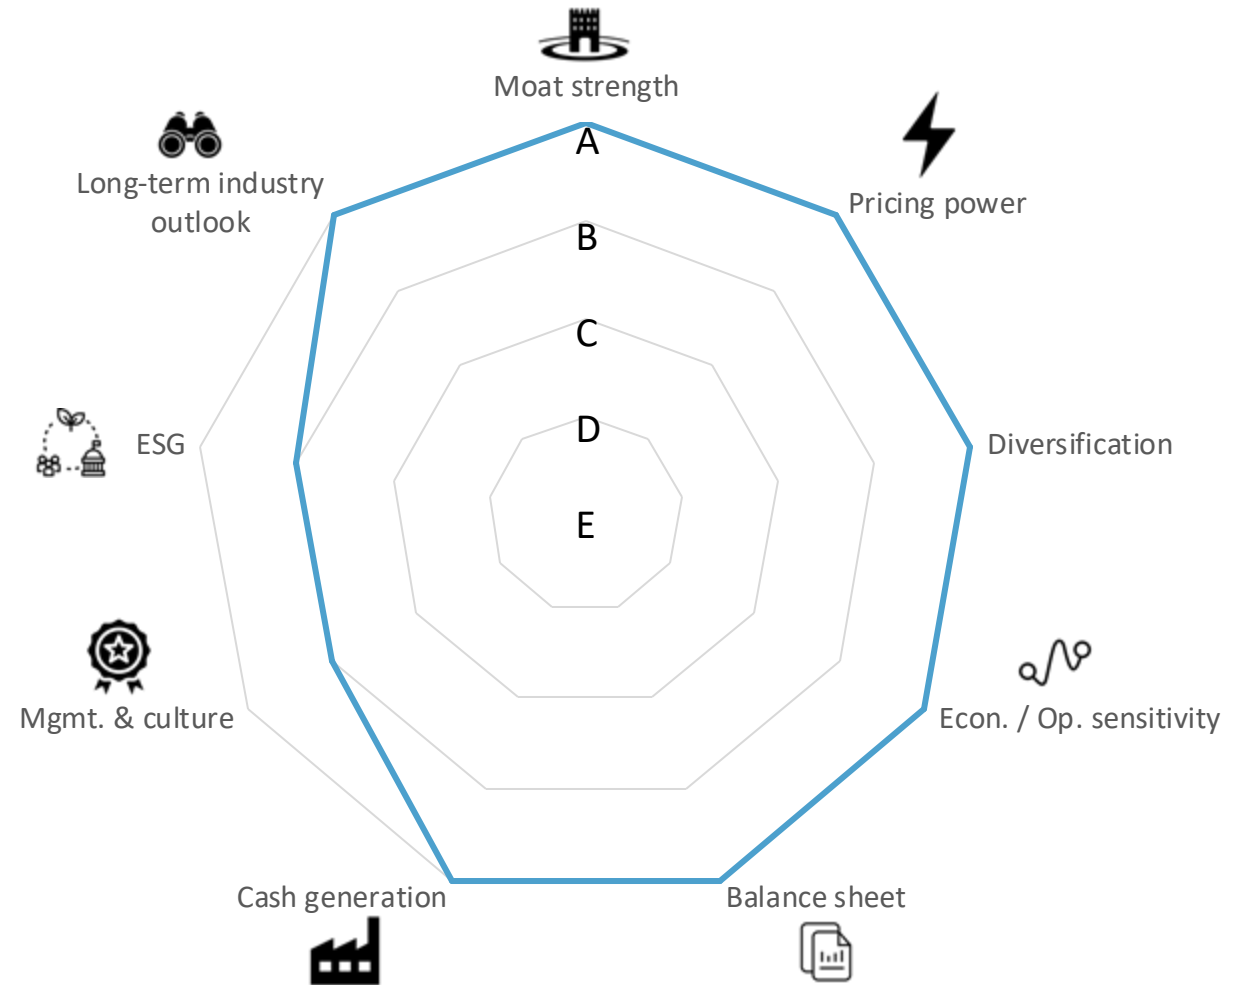 Moat strength
A
Long-term industry
outlook
Pricing power
B
C
D
ESG
Diversification
E
Mgmt. & culture
Econ. / Op. sensitivity
Cash generation
Balance sheet